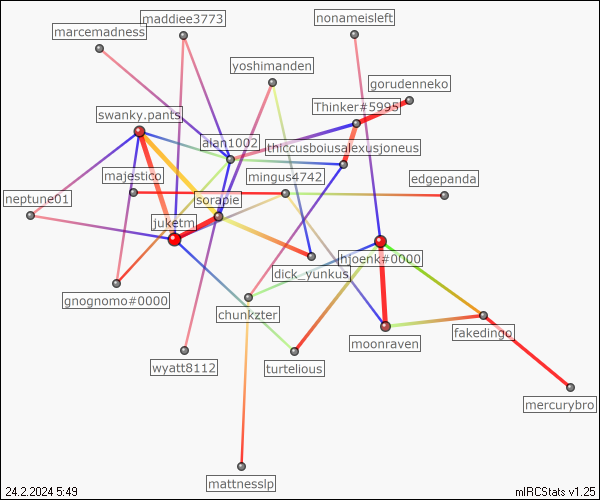 maddiee3773
nonameisleft
marcemadness
yoshimanden
gorudenneko
Thinker#5995
swanky.pants
alan1002
thiccusboiusalexusjoneus
majestico
mingus4742
edgepanda
neptune01
sorapie
juketm
hjoenk#0000
dick_yunkus
gnognomo#0000
chunkzter
fakedingo
moonraven
wyatt8112
turtelious
mercurybro
mattnesslp
24.2.2024 5:49
mIRCStats v1.25